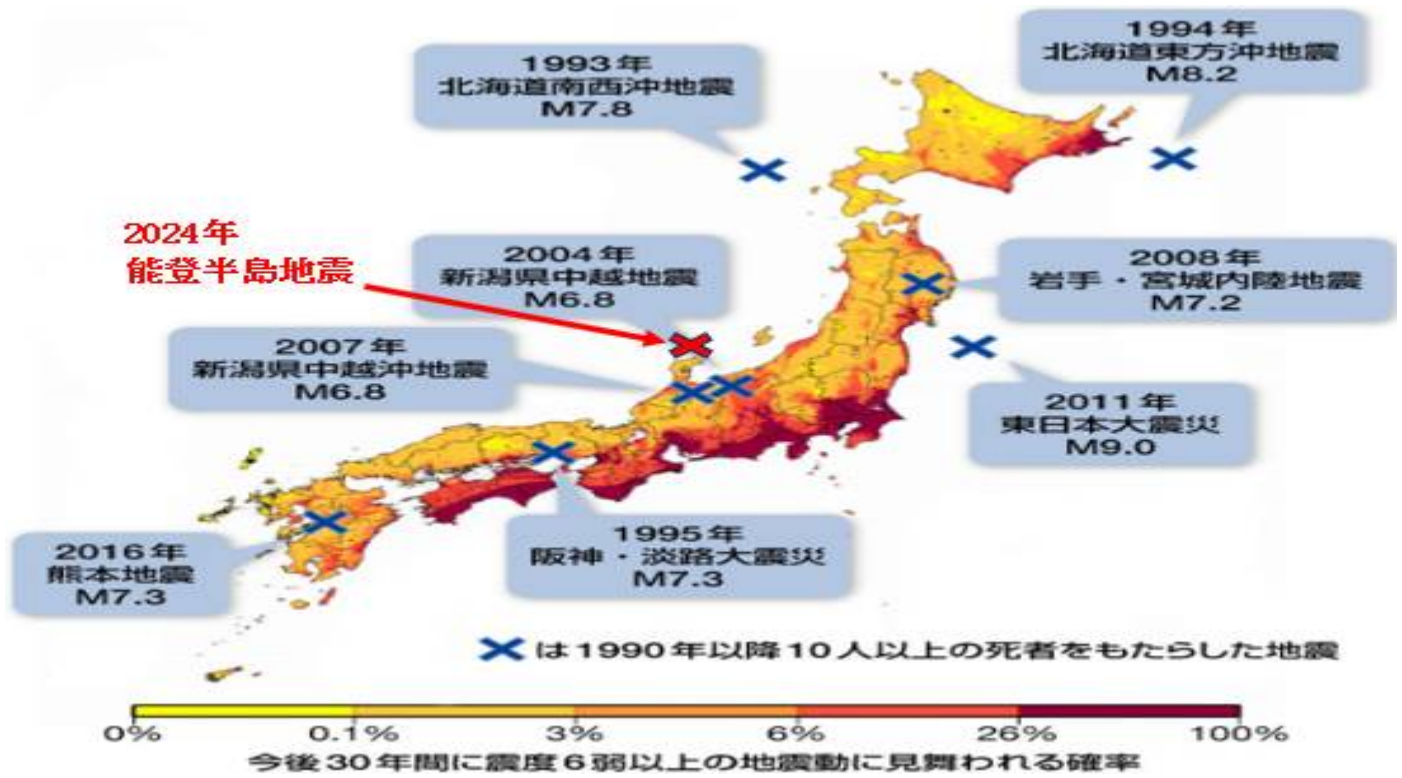 1994年
北海道東方沖地震
M8.2
1993年
北海道南西沖地震
M7.8
2024年
能登半島地震
2004年
新潟県中越地震
M6.8
2008年
岩手・宮城内陸地震
M7.2
2007年
新潟県中越沖地震
M6.8
2011年
東日本大震災
M9.0
1995年
阪神・淡路大震災
M7.3
2016年
熊本地震
M7.3
は1990年以降10人以上の死者をもたらした地震
0% 0.1% 3% 6% 26% 100%
今後30年間に震度6弱以上の地震動に見舞われる確率